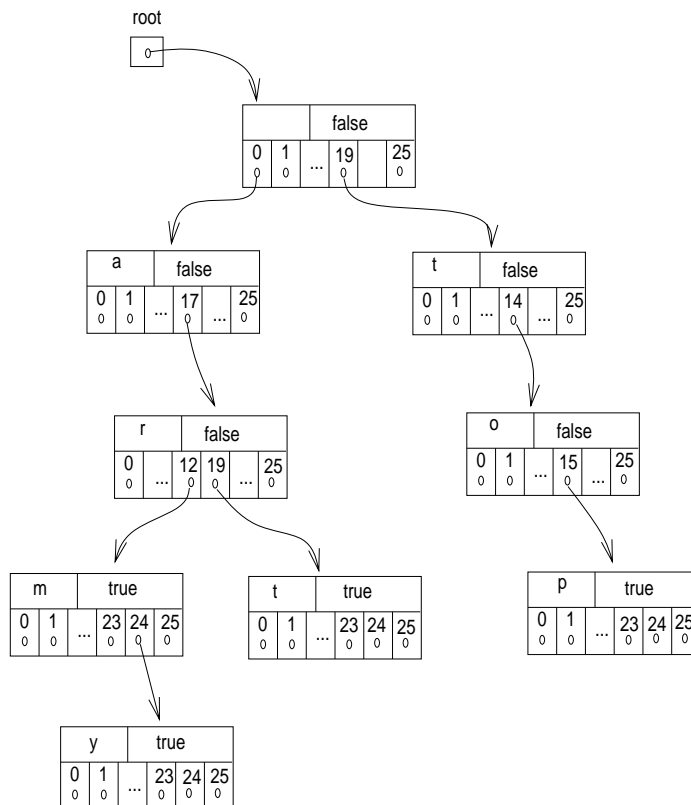 root
false
0 1 ... 19 25
a false
t false
0 1 ... 17 ... 25
0 1 ... 14 ... 25
r false
o false
0 ... 12 19 ... 25
0 1 ... 15 ... 25
m true
t true
p true
0 1 ... 23 24 25
0 1 ... 23 24 25
0 1 ... 23 24 25
y true
0 1 ... 23 24 25